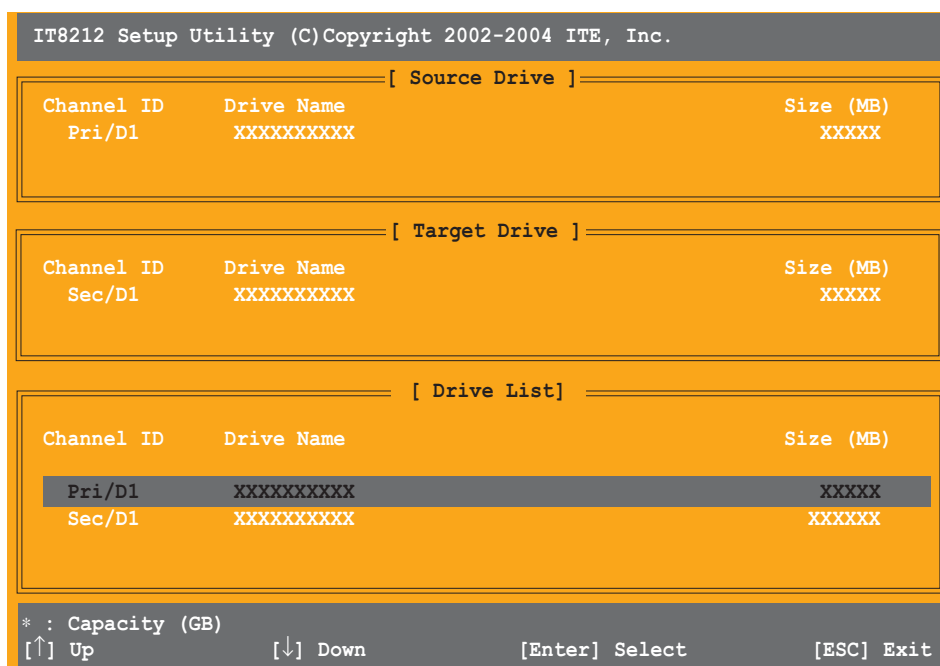 IT8212 Setup Utility (C)Copyright 2002-2004 ITE, Inc.
[ Source Drive ]
Channel ID Drive Name Size (MB)
Pri/D1 XXXXXXXXXX XXXXX
[ Target Drive ]
Channel ID Drive Name Size (MB)
Sec/D1 XXXXXXXXXX XXXXX
[ Drive List]
Channel ID Drive Name Size (MB)
Pri/D1 XXXXXXXXXX XXXXX
Sec/D1 XXXXXXXXXX XXXXXX
* : Capacity (GB)
[↑] Up [↓] Down [Enter] Select [ESC] Exit